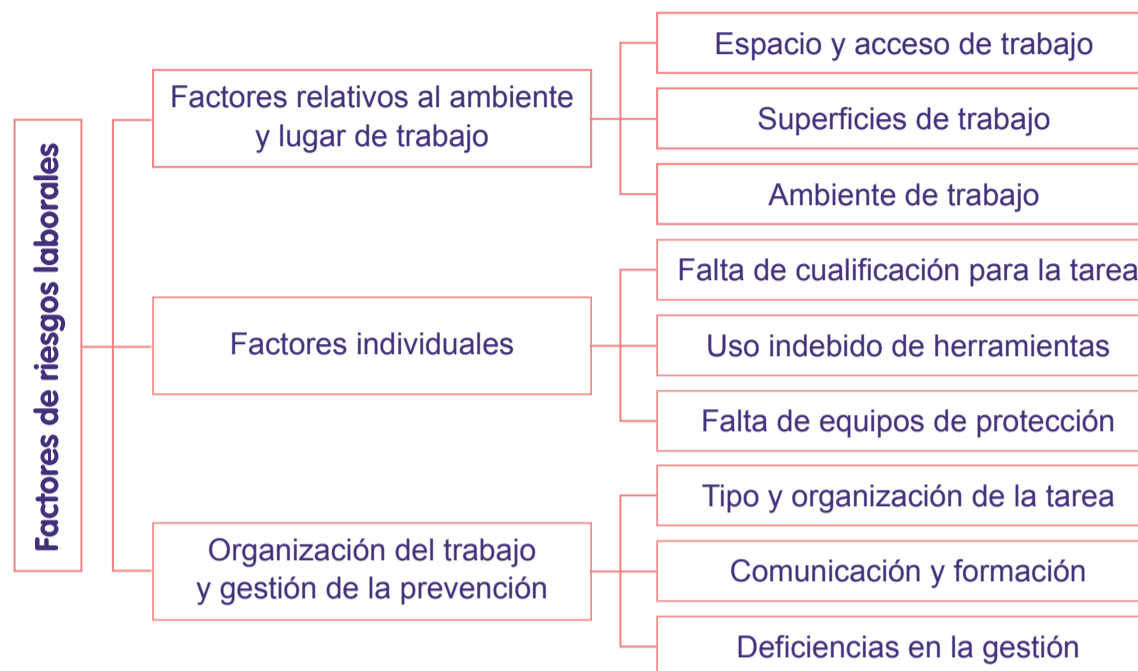 Factores de riesgos laborales
Factores relativos al ambiente
y lugar de trabajo
Espacio y acceso de trabajo
Superficies de trabajo
Ambiente de trabajo
Factores individuales
Falta de cualificación para la tarea
Uso indebido de herramientas
Falta de equipos de protección
Organización del trabajo
y gestión de la prevención
Tipo y organización de la tarea
Comunicación y formación
Deficiencias en la gestión